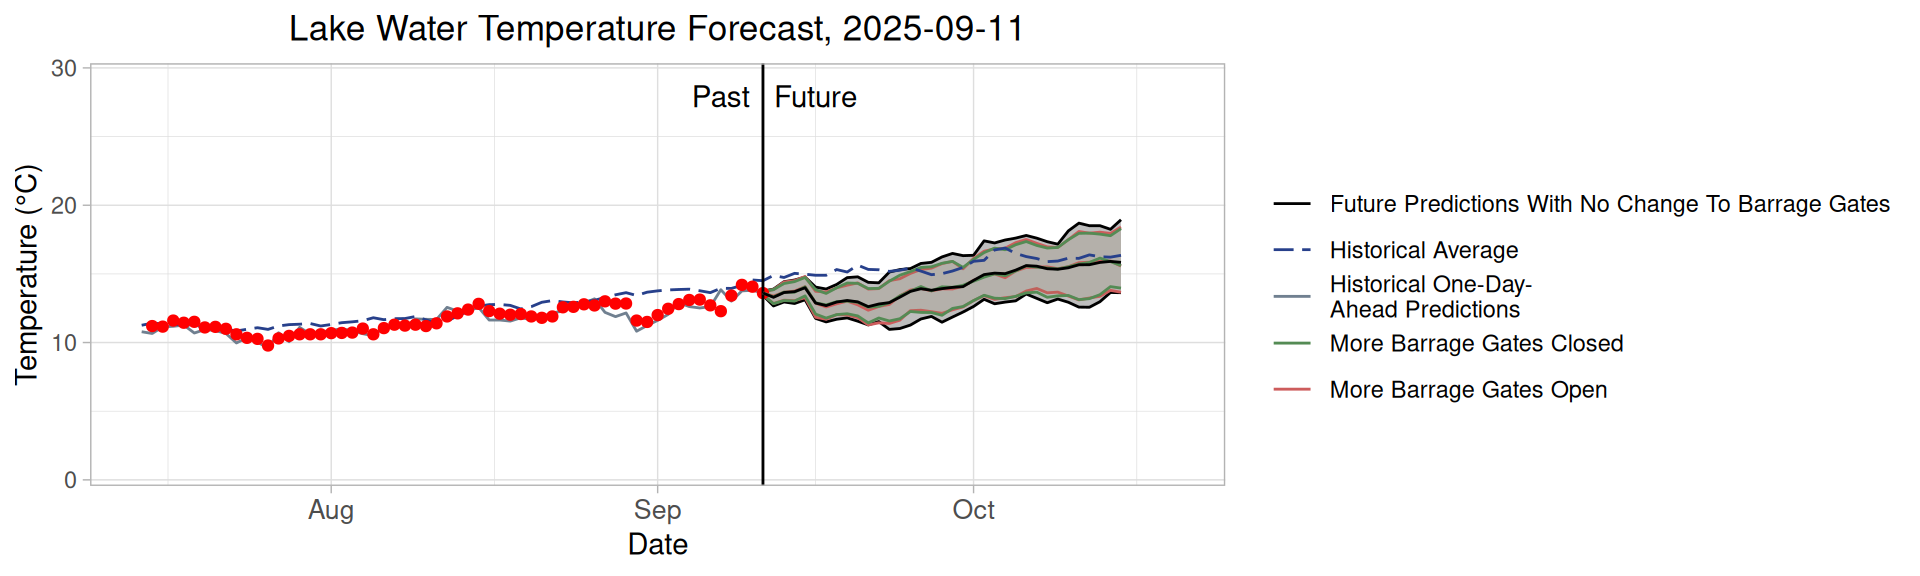 Lake Water Temperature Forecast, 2025-09-11
30
20
10
0
Temperature (°C)
Past
Future
Aug
Sep
Oct
Date
Future Predictions With No Change To Barrage Gates
Historical Average
Historical One-Day-
Ahead Predictions
More Barrage Gates Closed
More Barrage Gates Open